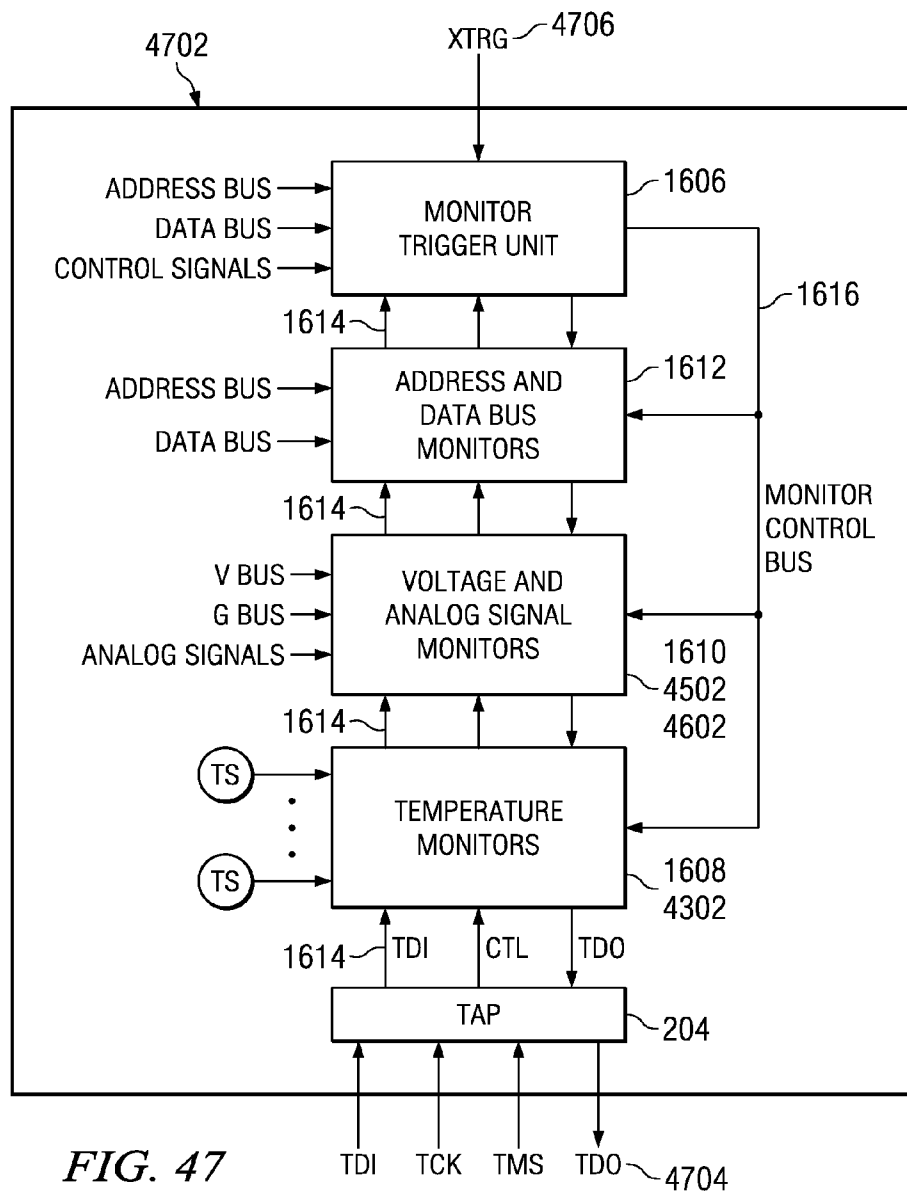 XTRG 4706
4702
ADDRESS BUS
DATA BUS
CONTROL SIGNALS
MONITOR
TRIGGER UNIT
1606
1616
1614
ADDRESS BUS
DATA BUS
ADDRESS AND
DATA BUS
MONITORS
1612
MONITOR
CONTROL
BUS
1614
V BUS
G BUS
ANALOG SIGNALS
VOLTAGE AND
ANALOG SIGNAL
MONITORS
1610
4502
4602
1614
TS
TS
TEMPERATURE
MONITORS
1608
4302
1614 TDI CTL TDO
TAP
204
TDI TCK TMS TDO 4704
FIG. 47